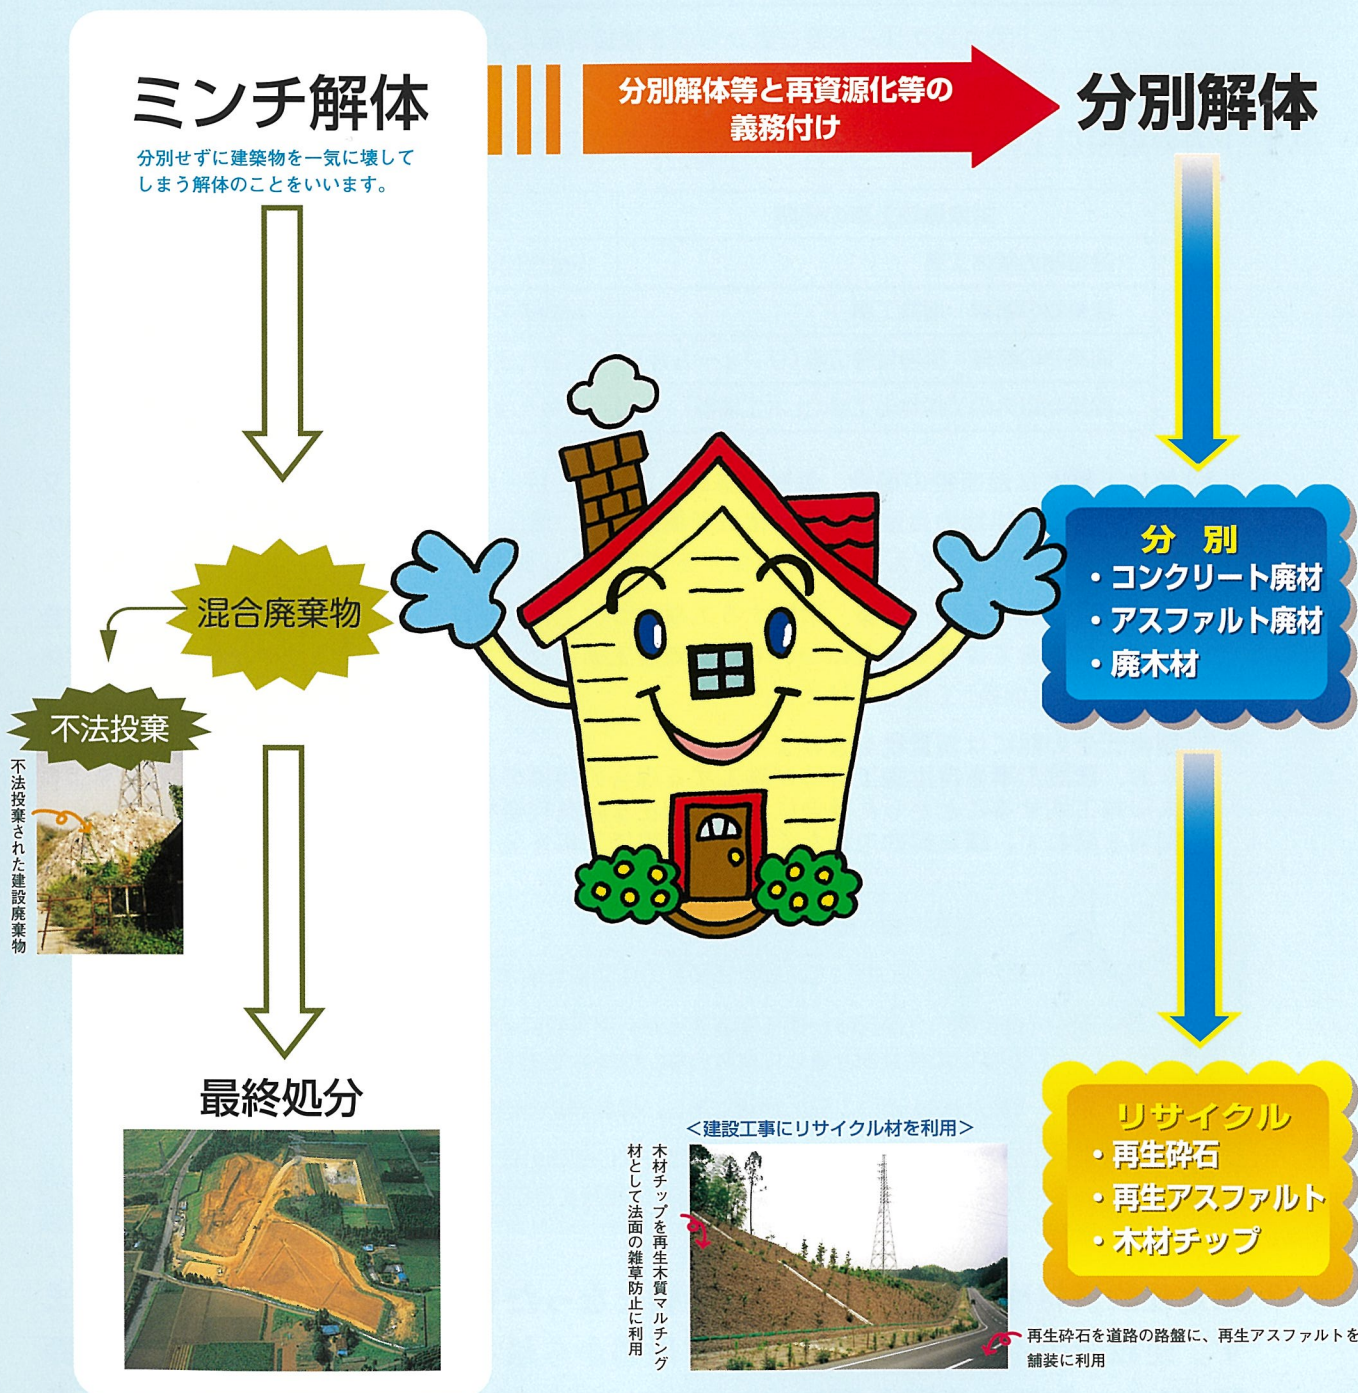 ミンチ解体
分別せずに建築物を一気に壊して
しまう解体のことをいいます。
分別解体等と再資源化等の
義務付け
分別解体
混合廃棄物
不法投棄
不法投棄された建設廃棄物
最終処分
分 別
・コンクリート廃材
・アスファルト廃材
・廃木材
リサイクル
・再生砕石
・再生アスファルト
・木材チップ
＜建設工事にリサイクル材を利用＞
木材チップを再生木質マルチング
材として法面の雑草防止に利用
再生砕石を道路の路盤に、再生アスファルトを
舗装に利用